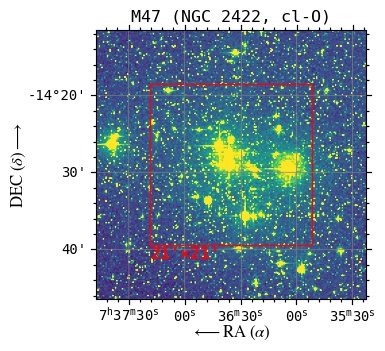 M47 (NGC 2422, cl-O)
DEC (δ) ⟶
-14°20'
30'
40'
21'×21'
7ʰ37ᵐ30ˢ 00ˢ 36ᵐ30ˢ 00ˢ 35ᵐ30ˢ
⟵ RA (α)